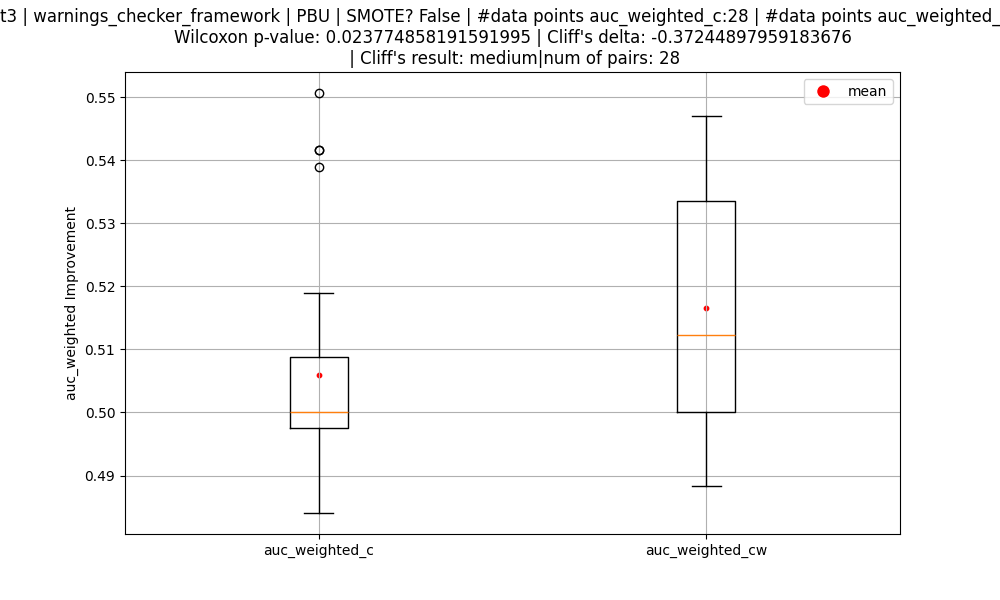 t3 | warnings_checker_framework | PBU | SMOTE? False | #data points auc_weighted_c:28 | #data points auc_weighted_
Wilcoxon p-value: 0.023774858191591995 | Cliff's delta: -0.37244897959183676
| Cliff's result: medium|num of pairs: 28
mean
0.55
0.54
0.53
0.52
0.51
0.50
0.49
auc_weighted Improvement
auc_weighted_c
auc_weighted_cw